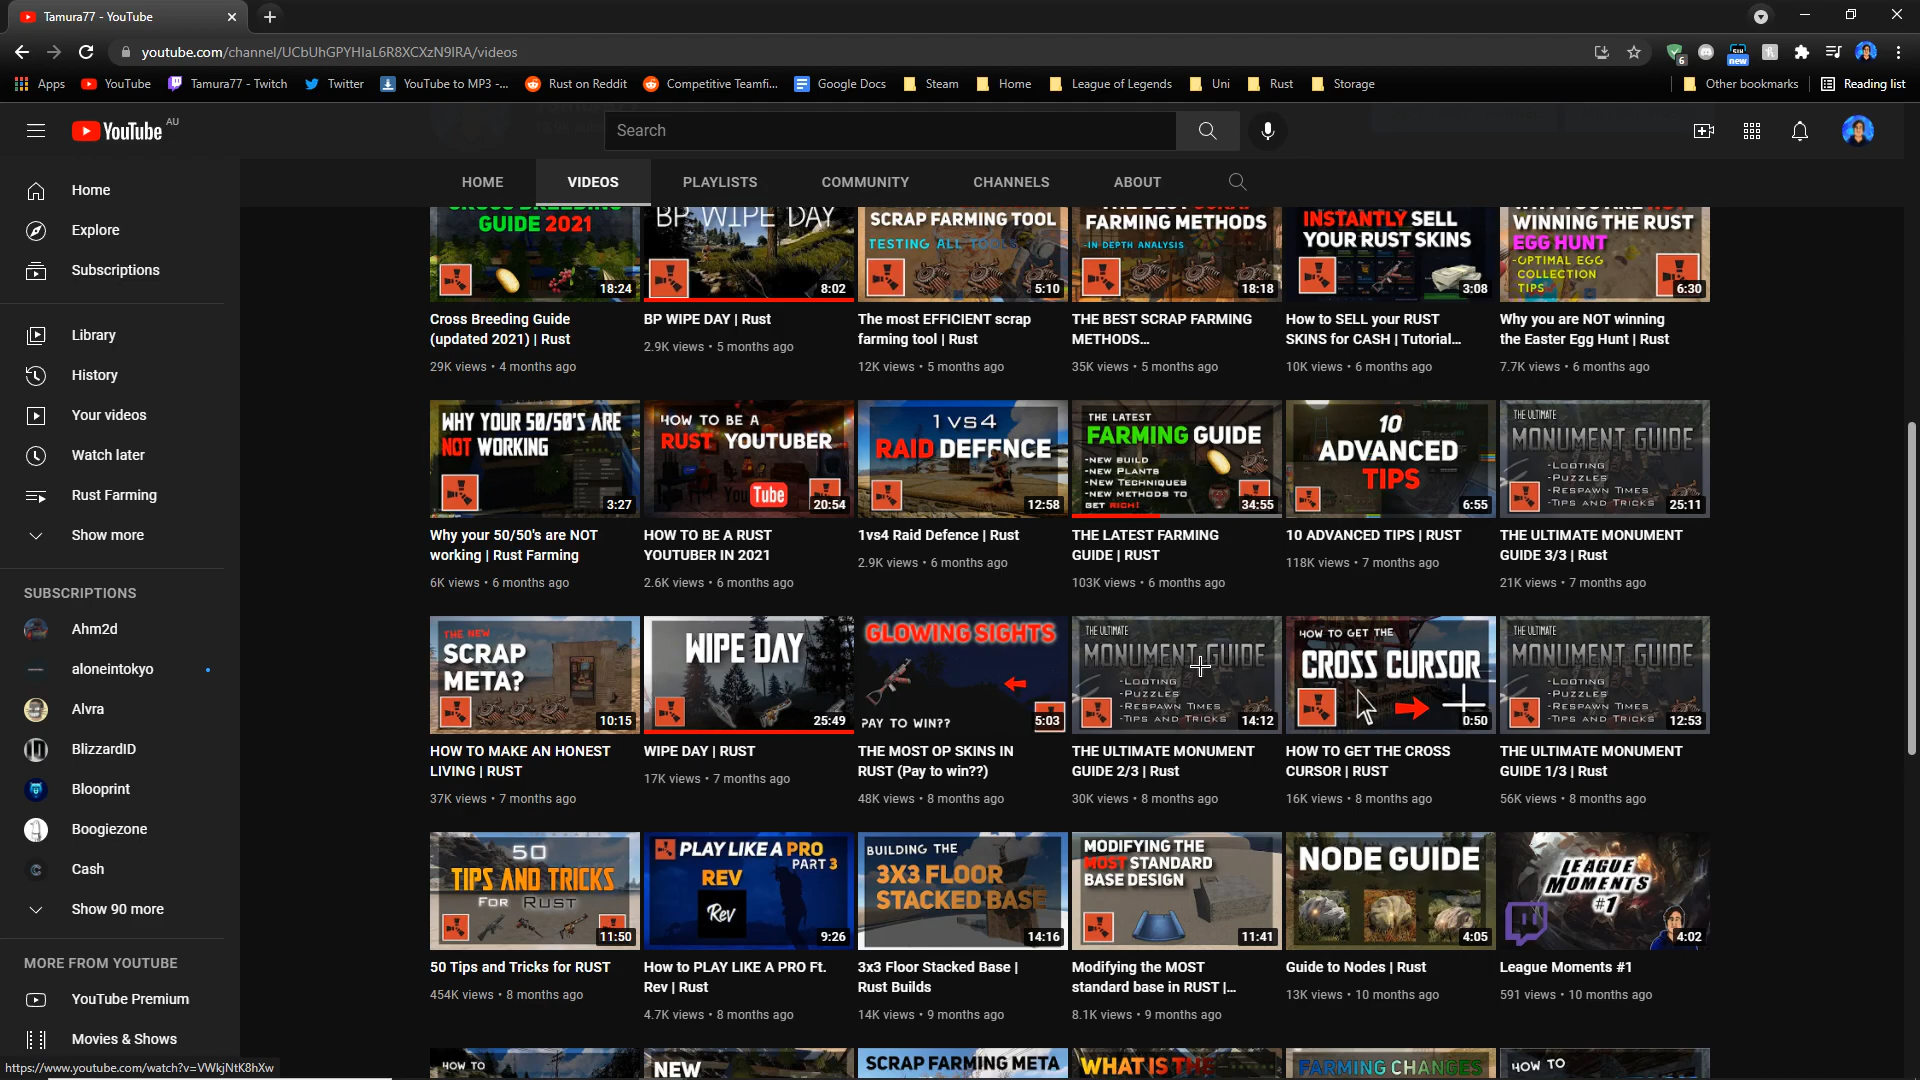 Tamura77 - YouTube
youtube.com/channel/UCbUhGPYHIaL6R8XCXzN9IRA/videos
6
new
Apps
YouTube
Tamura77 - Twitch
Twitter
YouTube to MP3 -...
Rust on Reddit
Competitive Teamfi...
Google Docs
Steam
Home
League of Legends
Uni
Rust
Storage
Other bookmarks
Reading list
YouTube AU
Search
HOME
VIDEOS
PLAYLISTS
COMMUNITY
CHANNELS
ABOUT
Home
Explore
Subscriptions
Library
History
Your videos
Watch later
Rust Farming
Show more
SUBSCRIPTIONS
Ahm2d
aloneintokyo
Alvra
BlizzardID
Blooprint
Boogiezone
Cash
Show 90 more
MORE FROM YOUTUBE
YouTube Premium
Movies & Shows
https://www.youtube.com/watch?v=VWkjNtK8hXw
GUIDE 2021
18:24
Cross Breeding Guide
(updated 2021) | Rust
29K views • 4 months ago
BP WIPE DAY
8:02
BP WIPE DAY | Rust
2.9K views • 5 months ago
SCRAP FARMING TOOL
TESTING ALL TOOLS
5:10
The most EFFICIENT scrap
farming tool | Rust
12K views • 5 months ago
FARMING METHODS
-IN DEPTH ANALYSIS
18:18
THE BEST SCRAP FARMING
METHODS...
35K views • 5 months ago
INSTANTLY SELL
YOUR RUST SKINS
3:08
How to SELL your RUST
SKINS for CASH | Tutorial...
10K views • 6 months ago
WINNING THE RUST
EGG HUNT
-OPTIMAL EGG
COLLECTION
TIPS
6:30
Why you are NOT winning
the Easter Egg Hunt | Rust
7.7K views • 6 months ago
WHY YOUR 50/50'S ARE
NOT WORKING
3:27
Why your 50/50's are NOT
working | Rust Farming
6K views • 6 months ago
HOW TO BE A
RUST YOUTUBER
YouTube
20:54
HOW TO BE A RUST
YOUTUBER IN 2021
2.6K views • 6 months ago
1vs4
RAID DEFENCE
12:58
1vs4 Raid Defence | Rust
2.9K views • 6 months ago
THE LATEST
FARMING GUIDE
-NEW BUILD
-NEW PLANTS
-NEW TECHNIQUES
-NEW METHODS TO
GET RICH!
34:55
THE LATEST FARMING
GUIDE | RUST
103K views • 6 months ago
10
ADVANCED
TIPS
6:55
10 ADVANCED TIPS | RUST
118K views • 7 months ago
THE ULTIMATE
MONUMENT GUIDE
-LOOTING
-PUZZLES
-RESPAWN TIMES
-TIPS AND TRICKS
25:11
THE ULTIMATE MONUMENT
GUIDE 3/3 | Rust
21K views • 7 months ago
THE NEW
SCRAP
META?
10:15
HOW TO MAKE AN HONEST
LIVING | RUST
37K views • 7 months ago
WIPE DAY
25:49
WIPE DAY | RUST
17K views • 7 months ago
GLOWING SIGHTS
PAY TO WIN??
5:03
THE MOST OP SKINS IN
RUST (Pay to win??)
48K views • 8 months ago
THE ULTIMATE
MONUMENT GUIDE
-LOOTING
-PUZZLES
-RESPAWN TIMES
-TIPS AND TRICKS
14:12
THE ULTIMATE MONUMENT
GUIDE 2/3 | Rust
30K views • 8 months ago
HOW TO GET THE
CROSS CURSOR
0:50
HOW TO GET THE CROSS
CURSOR | RUST
16K views • 8 months ago
THE ULTIMATE
MONUMENT GUIDE
-LOOTING
-PUZZLES
-RESPAWN TIMES
-TIPS AND TRICKS
12:53
THE ULTIMATE MONUMENT
GUIDE 1/3 | Rust
56K views • 8 months ago
50
TIPS AND TRICKS
FOR RUST
11:50
50 Tips and Tricks for RUST
454K views • 8 months ago
PLAY LIKE A PRO
PART 3
REV
Rev
9:26
How to PLAY LIKE A PRO Ft.
Rev | Rust
4.7K views • 8 months ago
BUILDING THE
3X3 FLOOR
STACKED BASE
14:16
3x3 Floor Stacked Base |
Rust Builds
14K views • 9 months ago
MODIFYING THE
MOST STANDARD
BASE DESIGN
11:41
Modifying the MOST
standard base in RUST |...
8.1K views • 9 months ago
NODE GUIDE
4:05
Guide to Nodes | Rust
13K views • 10 months ago
LEAGUE
MOMENTS
#1
4:02
League Moments #1
591 views • 10 months ago
HOW TO
NEW
SCRAP FARMING META
WHAT IS THE
FARMING CHANGES
HOW TO